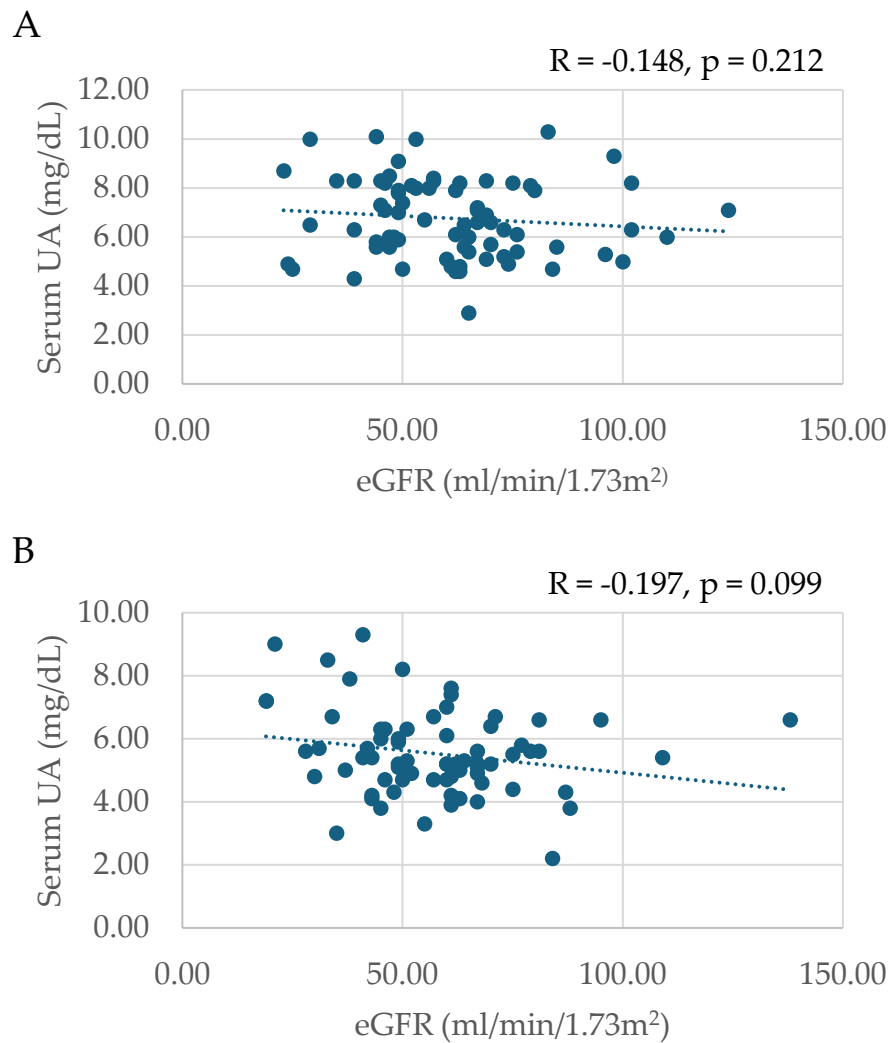 A
R = -0.148, p = 0.212
12.00
10.00
8.00
6.00
4.00
2.00
0.00
Serum UA (mg/dL)
0.00 50.00 100.00 150.00
eGFR (ml/min/1.73m²⁾
B
R = -0.197, p = 0.099
10.00
8.00
6.00
4.00
2.00
0.00
Serum UA (mg/dL)
0.00 50.00 100.00 150.00
eGFR (ml/min/1.73m²)